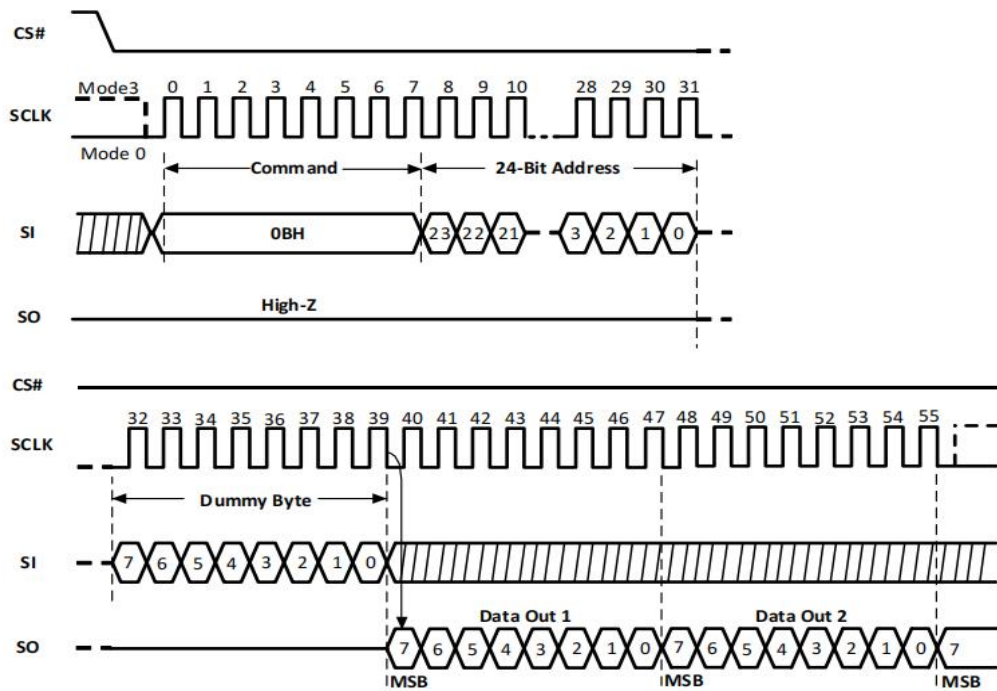 CS#
Mode3 0 1 2 3 4 5 6 7 8 9 10 28 29 30 31
SCLK
Mode 0
Command 24-Bit Address
SI 0BH 23 22 21 3 2 1 0
High-Z
SO
CS#
32 33 34 35 36 37 38 39 40 41 42 43 44 45 46 47 48 49 50 51 52 53 54 55
SCLK
Dummy Byte
SI 7 6 5 4 3 2 1 0
Data Out 1 Data Out 2
SO 7 6 5 4 3 2 1 0 7 6 5 4 3 2 1 0 7
MSB MSB MSB